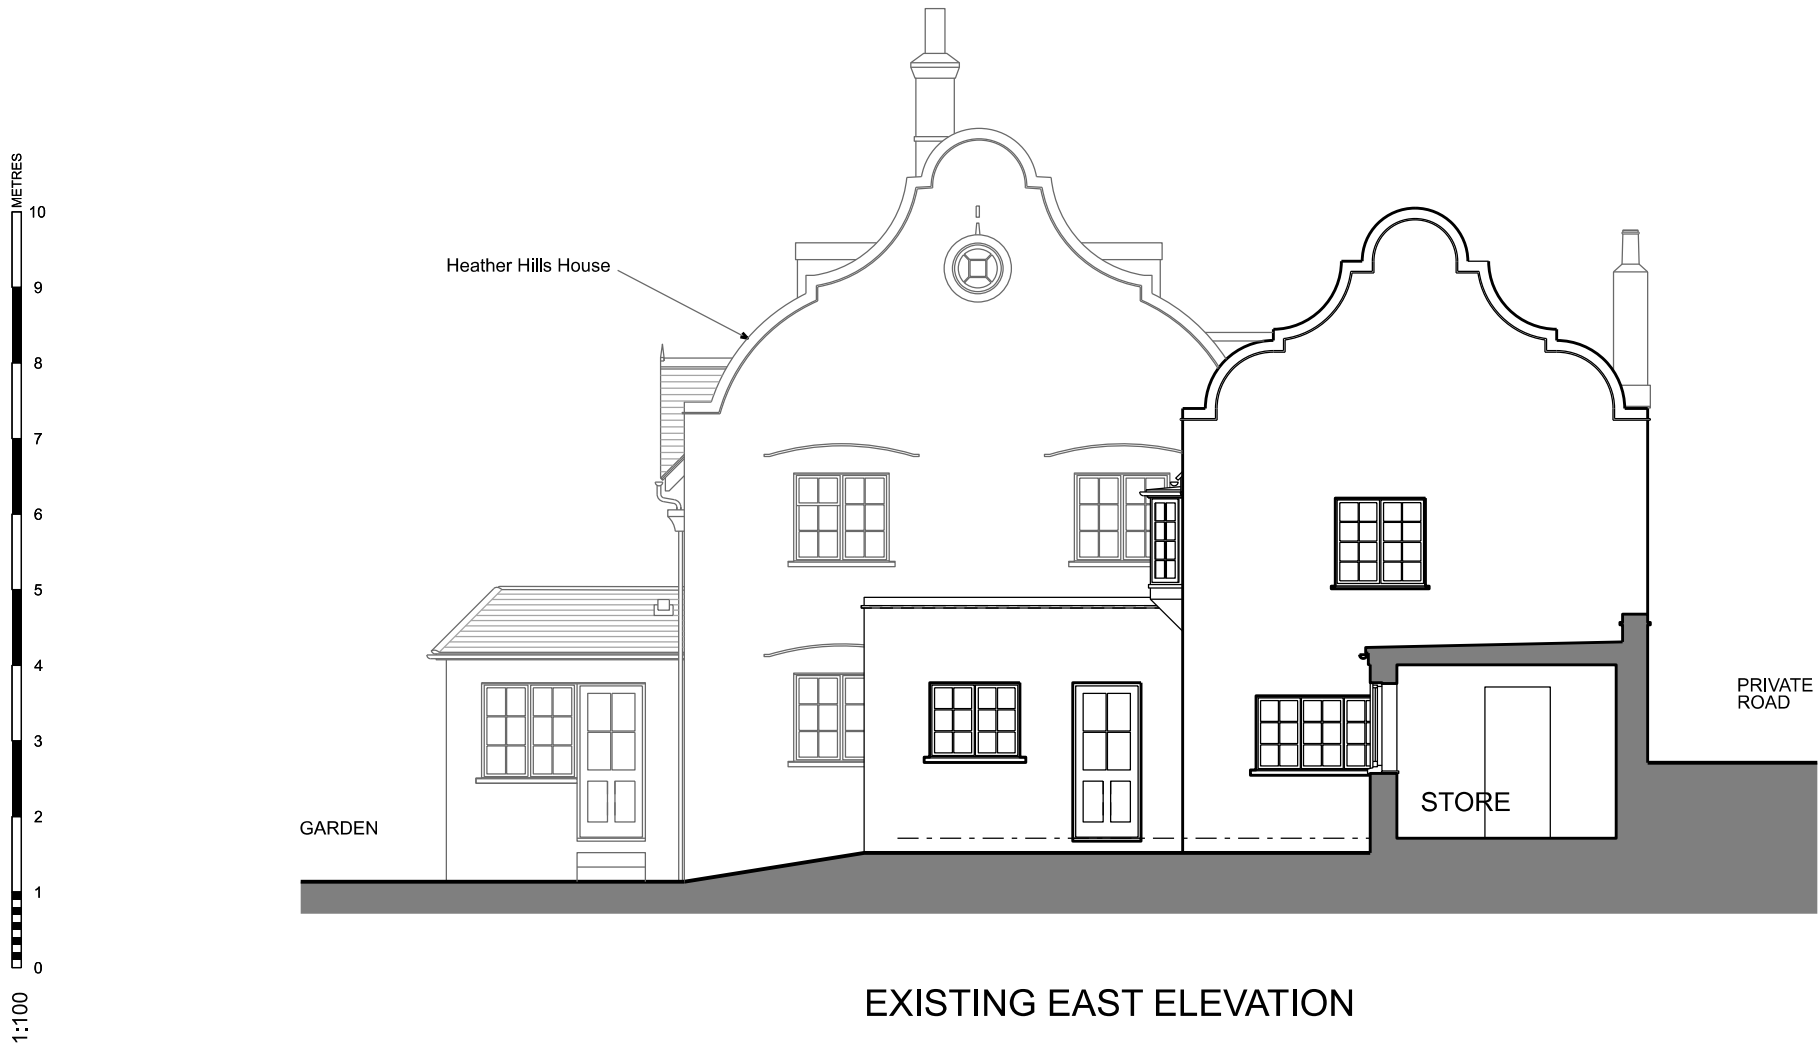 METRES
10
9
8
7
6
5
4
3
2
1
0
1:100
Heather Hills House
GARDEN
STORE
PRIVATE
ROAD
EXISTING EAST ELEVATION